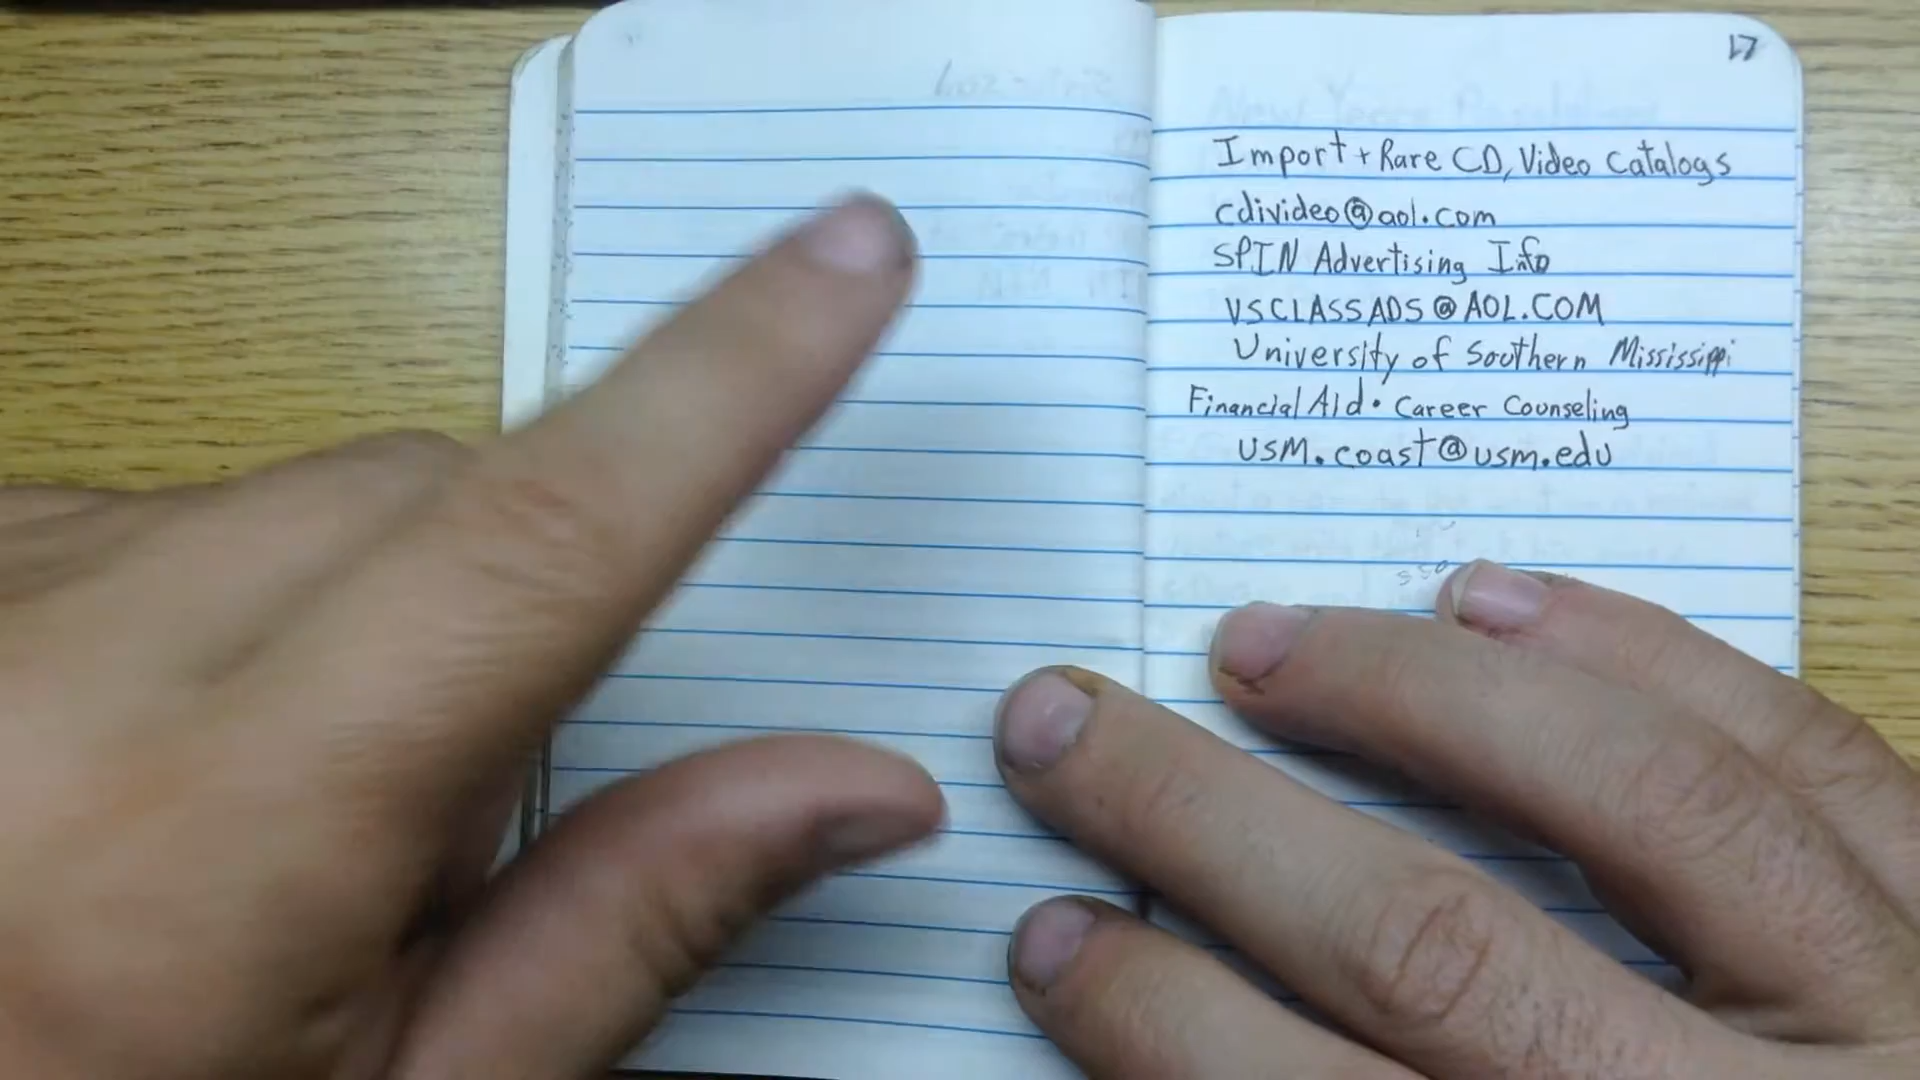 17
Import + Rare CD, Video Catalogs
cdivideo@aol.com
SPIN Advertising Info
VSCLASSADS@AOL.COM
University of Southern Mississippi
Financial Aid • Career Counseling
usm.coast@usm.edu